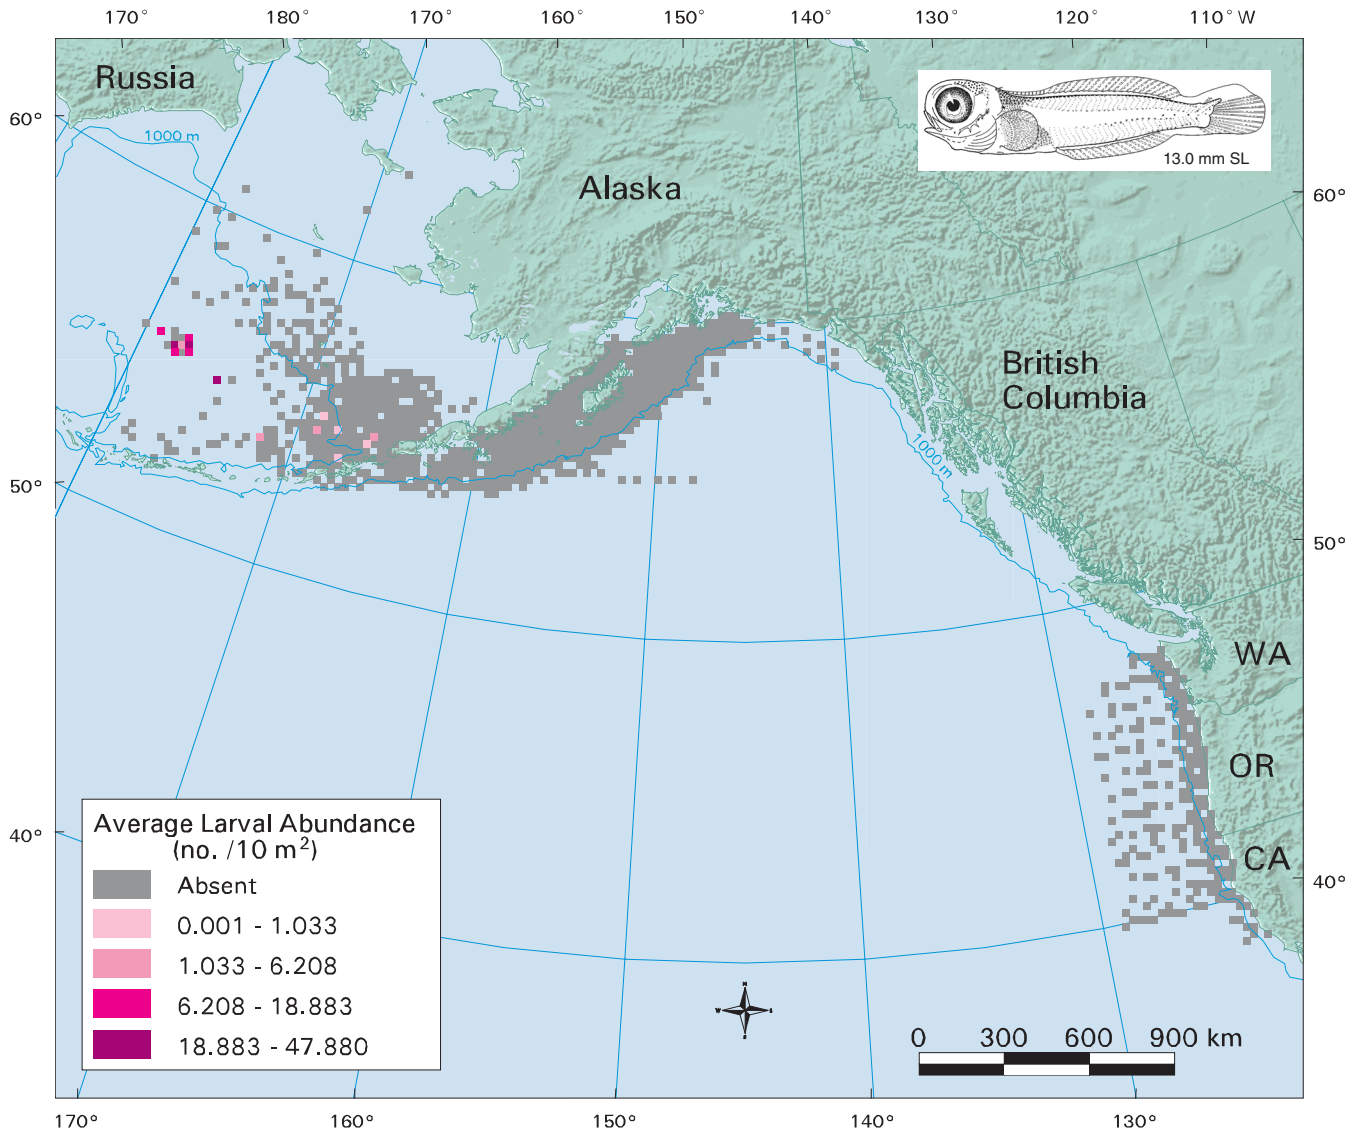 170° 180° 170° 160° 150° 140° 130° 120° 110° W
Russia
60°
1000 m
13.0 mm SL
Alaska
60°
British
Columbia
1000 m
50°
50°
WA
OR
CA
40°
40°
Average Larval Abundance
(no. /10 m²)
Absent
0.001 - 1.033
1.033 - 6.208
6.208 - 18.883
18.883 - 47.880
N
W
S
0 300 600 900 km
170° 160° 150° 140° 130°